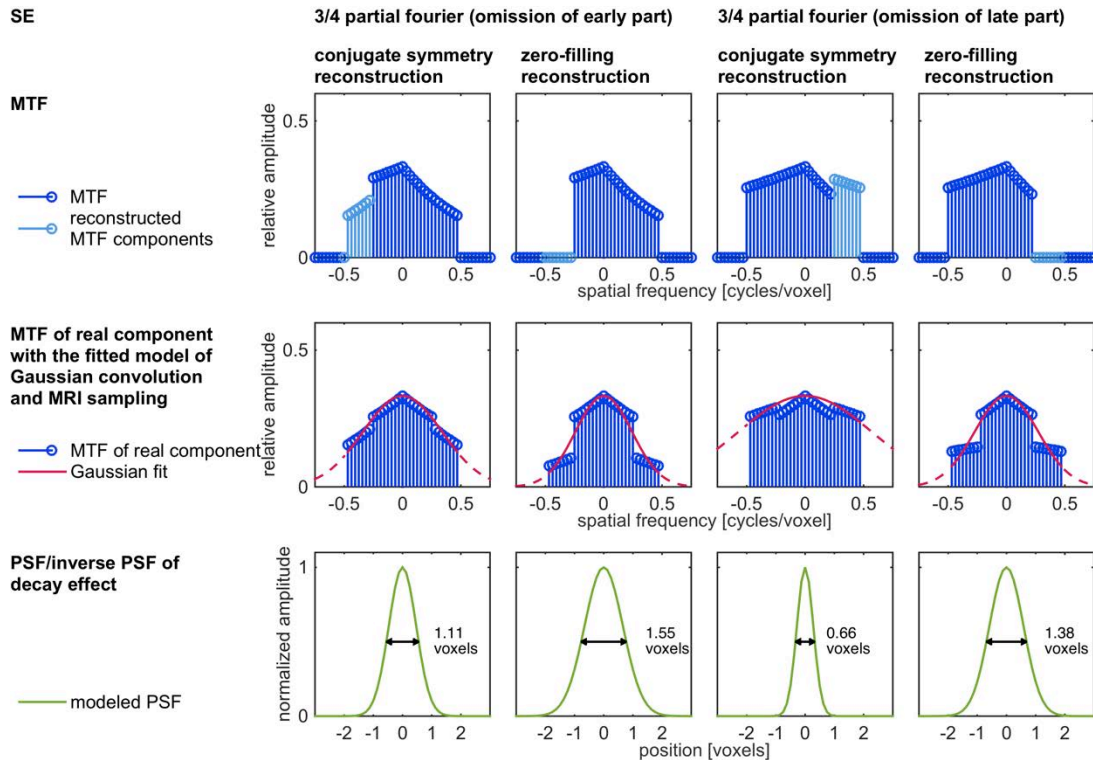 SE
3/4 partial fourier (omission of early part)
3/4 partial fourier (omission of late part)
conjugate symmetry
reconstruction
zero-filling
reconstruction
conjugate symmetry
reconstruction
zero-filling
reconstruction
MTF
MTF
reconstructed
MTF components
relative amplitude
0.5
0
-0.5 0 0.5
-0.5 0 0.5
-0.5 0 0.5
-0.5 0 0.5
spatial frequency [cycles/voxel]
MTF of real component
with the fitted model of
Gaussian convolution
and MRI sampling
MTF of real component
Gaussian fit
relative amplitude
0.5
0
-0.5 0 0.5
-0.5 0 0.5
-0.5 0 0.5
-0.5 0 0.5
spatial frequency [cycles/voxel]
PSF/inverse PSF of
decay effect
modeled PSF
normalized amplitude
1
0
1.11
voxels
1.55
voxels
0.66
voxels
1.38
voxels
-2 -1 0 1 2
-2 -1 0 1 2
-2 -1 0 1 2
-2 -1 0 1 2
position [voxels]